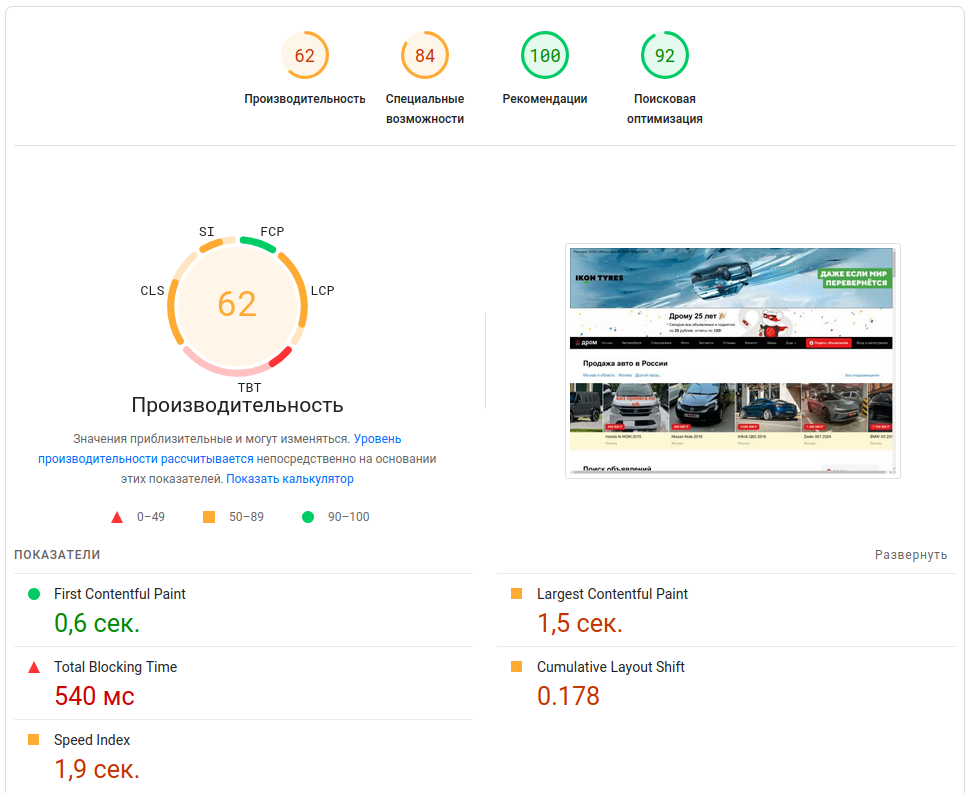 62
84
100
92
Производительность
Специальные
возможности
Рекомендации
Поисковая
оптимизация
SI
FCP
CLS
LCP
62
TBT
Производительность
Значения приблизительные и могут изменяться. Уровень
производительности рассчитывается непосредственно на основании
этих показателей. Показать калькулятор
0–49
50–89
90–100
IKON TYRES
ДАЖЕ ЕСЛИ МИР
ПЕРЕВЕРНЁТСЯ
Дрому 25 лет
дром
Продажа авто в России
Поиск объявлений
ПОКАЗАТЕЛИ
Развернуть
First Contentful Paint
0,6 сек.
Largest Contentful Paint
1,5 сек.
Total Blocking Time
540 мс
Cumulative Layout Shift
0.178
Speed Index
1,9 сек.